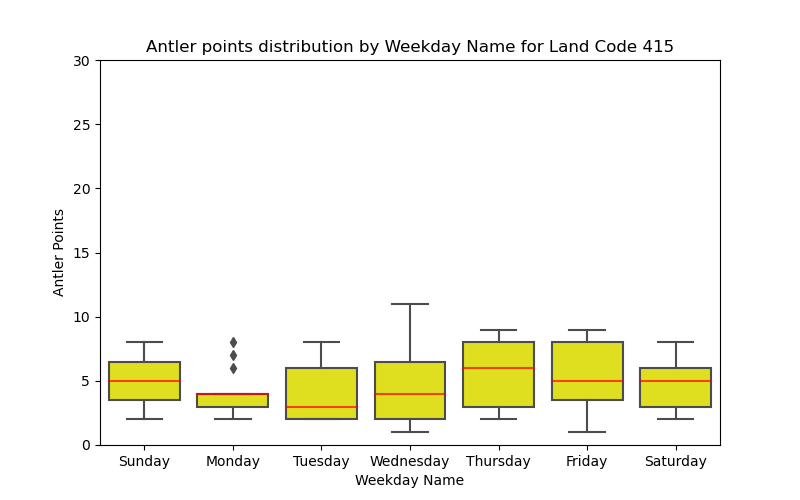 Antler points distribution by Weekday Name for Land Code 415
Antler Points
30
25
20
15
10
5
0
Sunday Monday Tuesday Wednesday Thursday Friday Saturday
Weekday Name